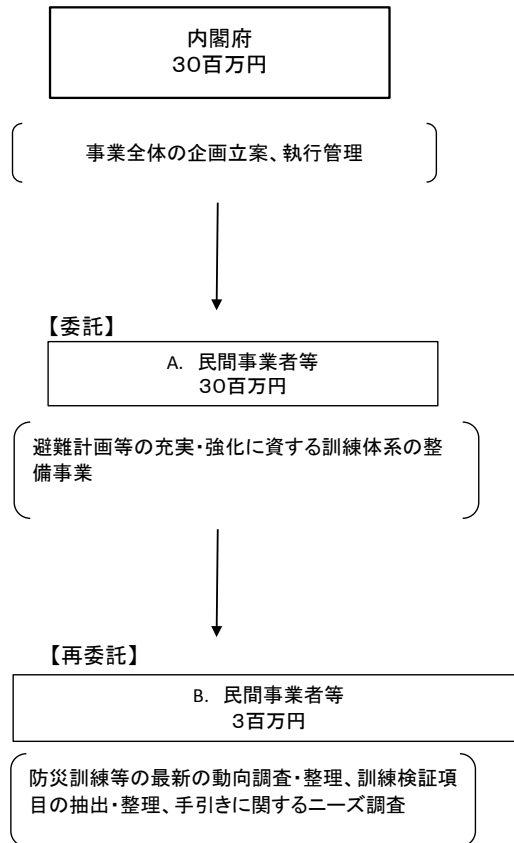 内閣府
30百万円
事業全体の企画立案、執行管理
【委託】
A. 民間事業者等
30百万円
避難計画等の充実・強化に資する訓練体系の整
備事業
【再委託】
B. 民間事業者等
3百万円
防災訓練等の最新の動向調査・整理、訓練検証項
目の抽出・整理、手引きに関するニーズ調査